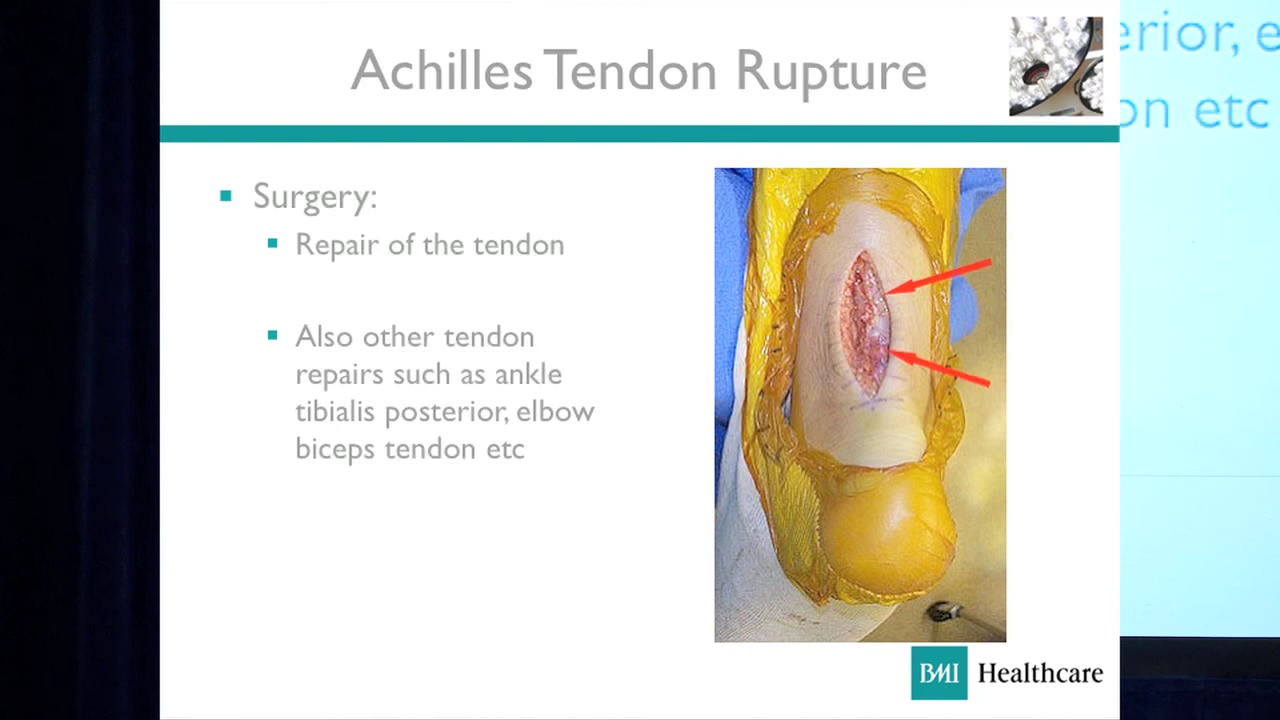 Achilles Tendon Rupture
erior, e
on etc
Surgery:
Repair of the tendon
Also other tendon
repairs such as ankle
tibialis posterior, elbow
biceps tendon etc
BMI Healthcare